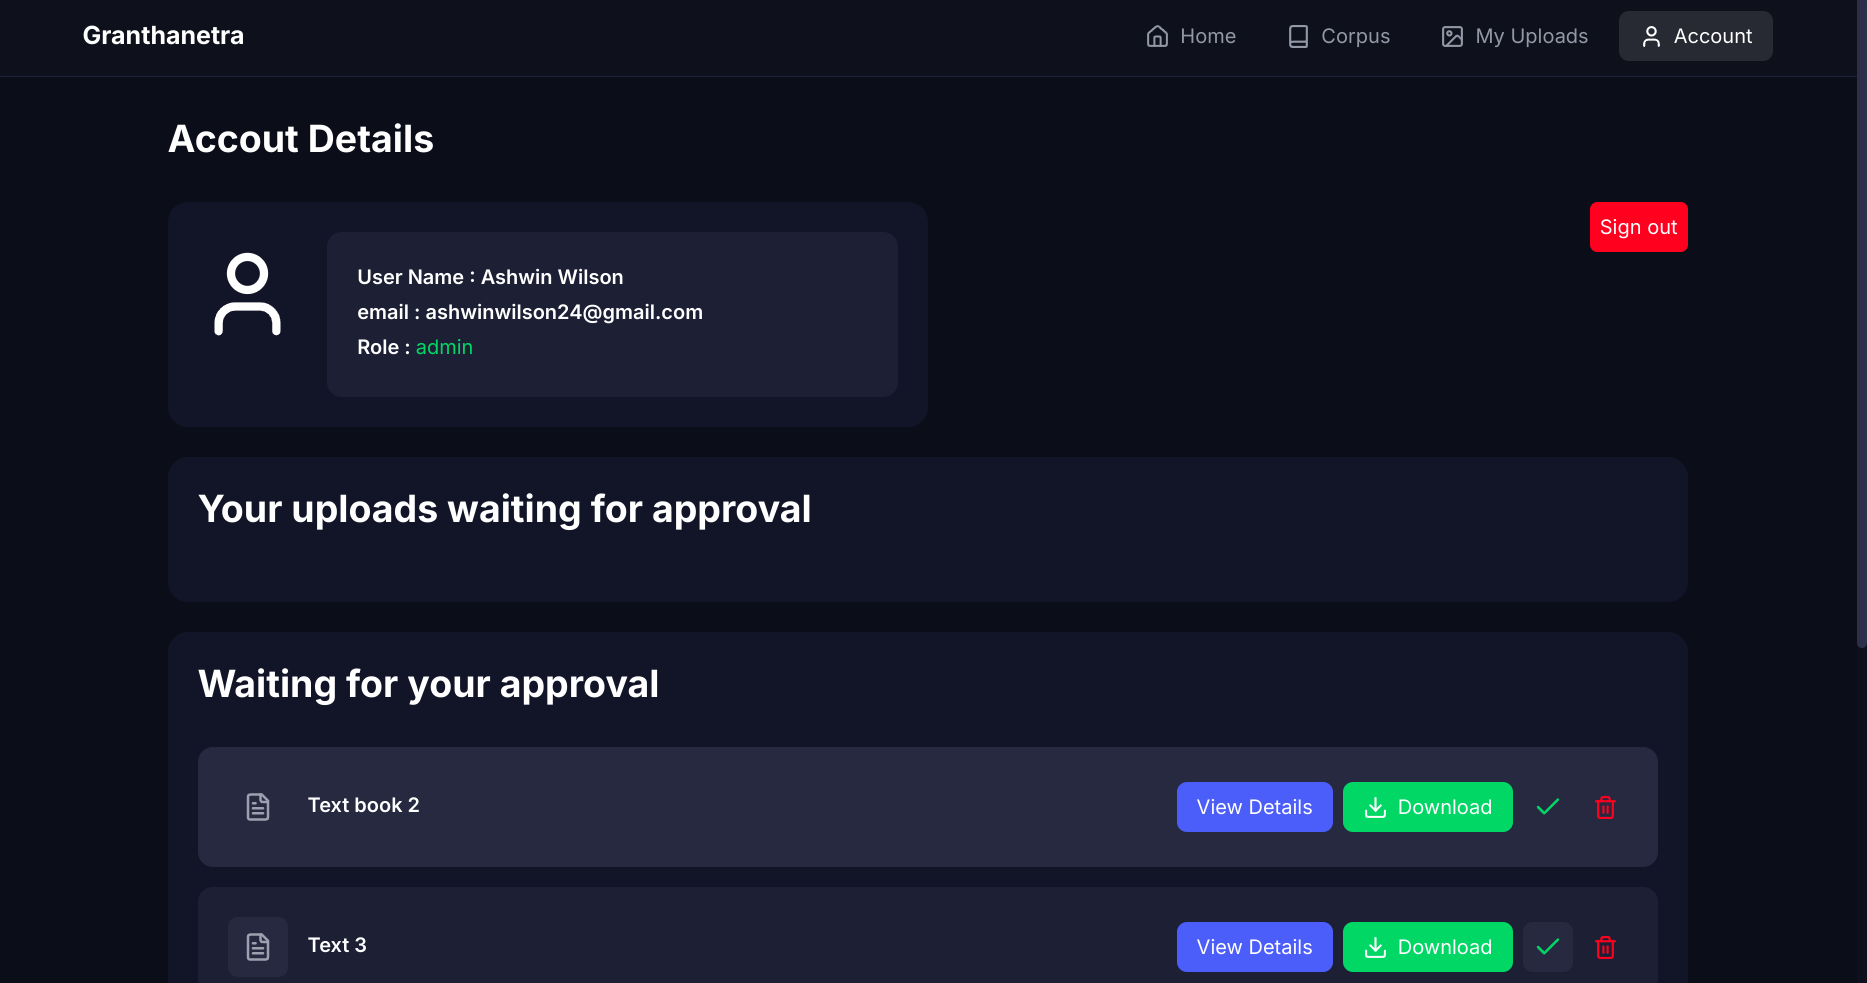 Granthanetra
Home
Corpus
My Uploads
Account
Accout Details
Sign out
User Name : Ashwin Wilson
email : ashwinwilson24@gmail.com
Role : admin
Your uploads waiting for approval
Waiting for your approval
Text book 2
View Details
Download
Text 3
View Details
Download